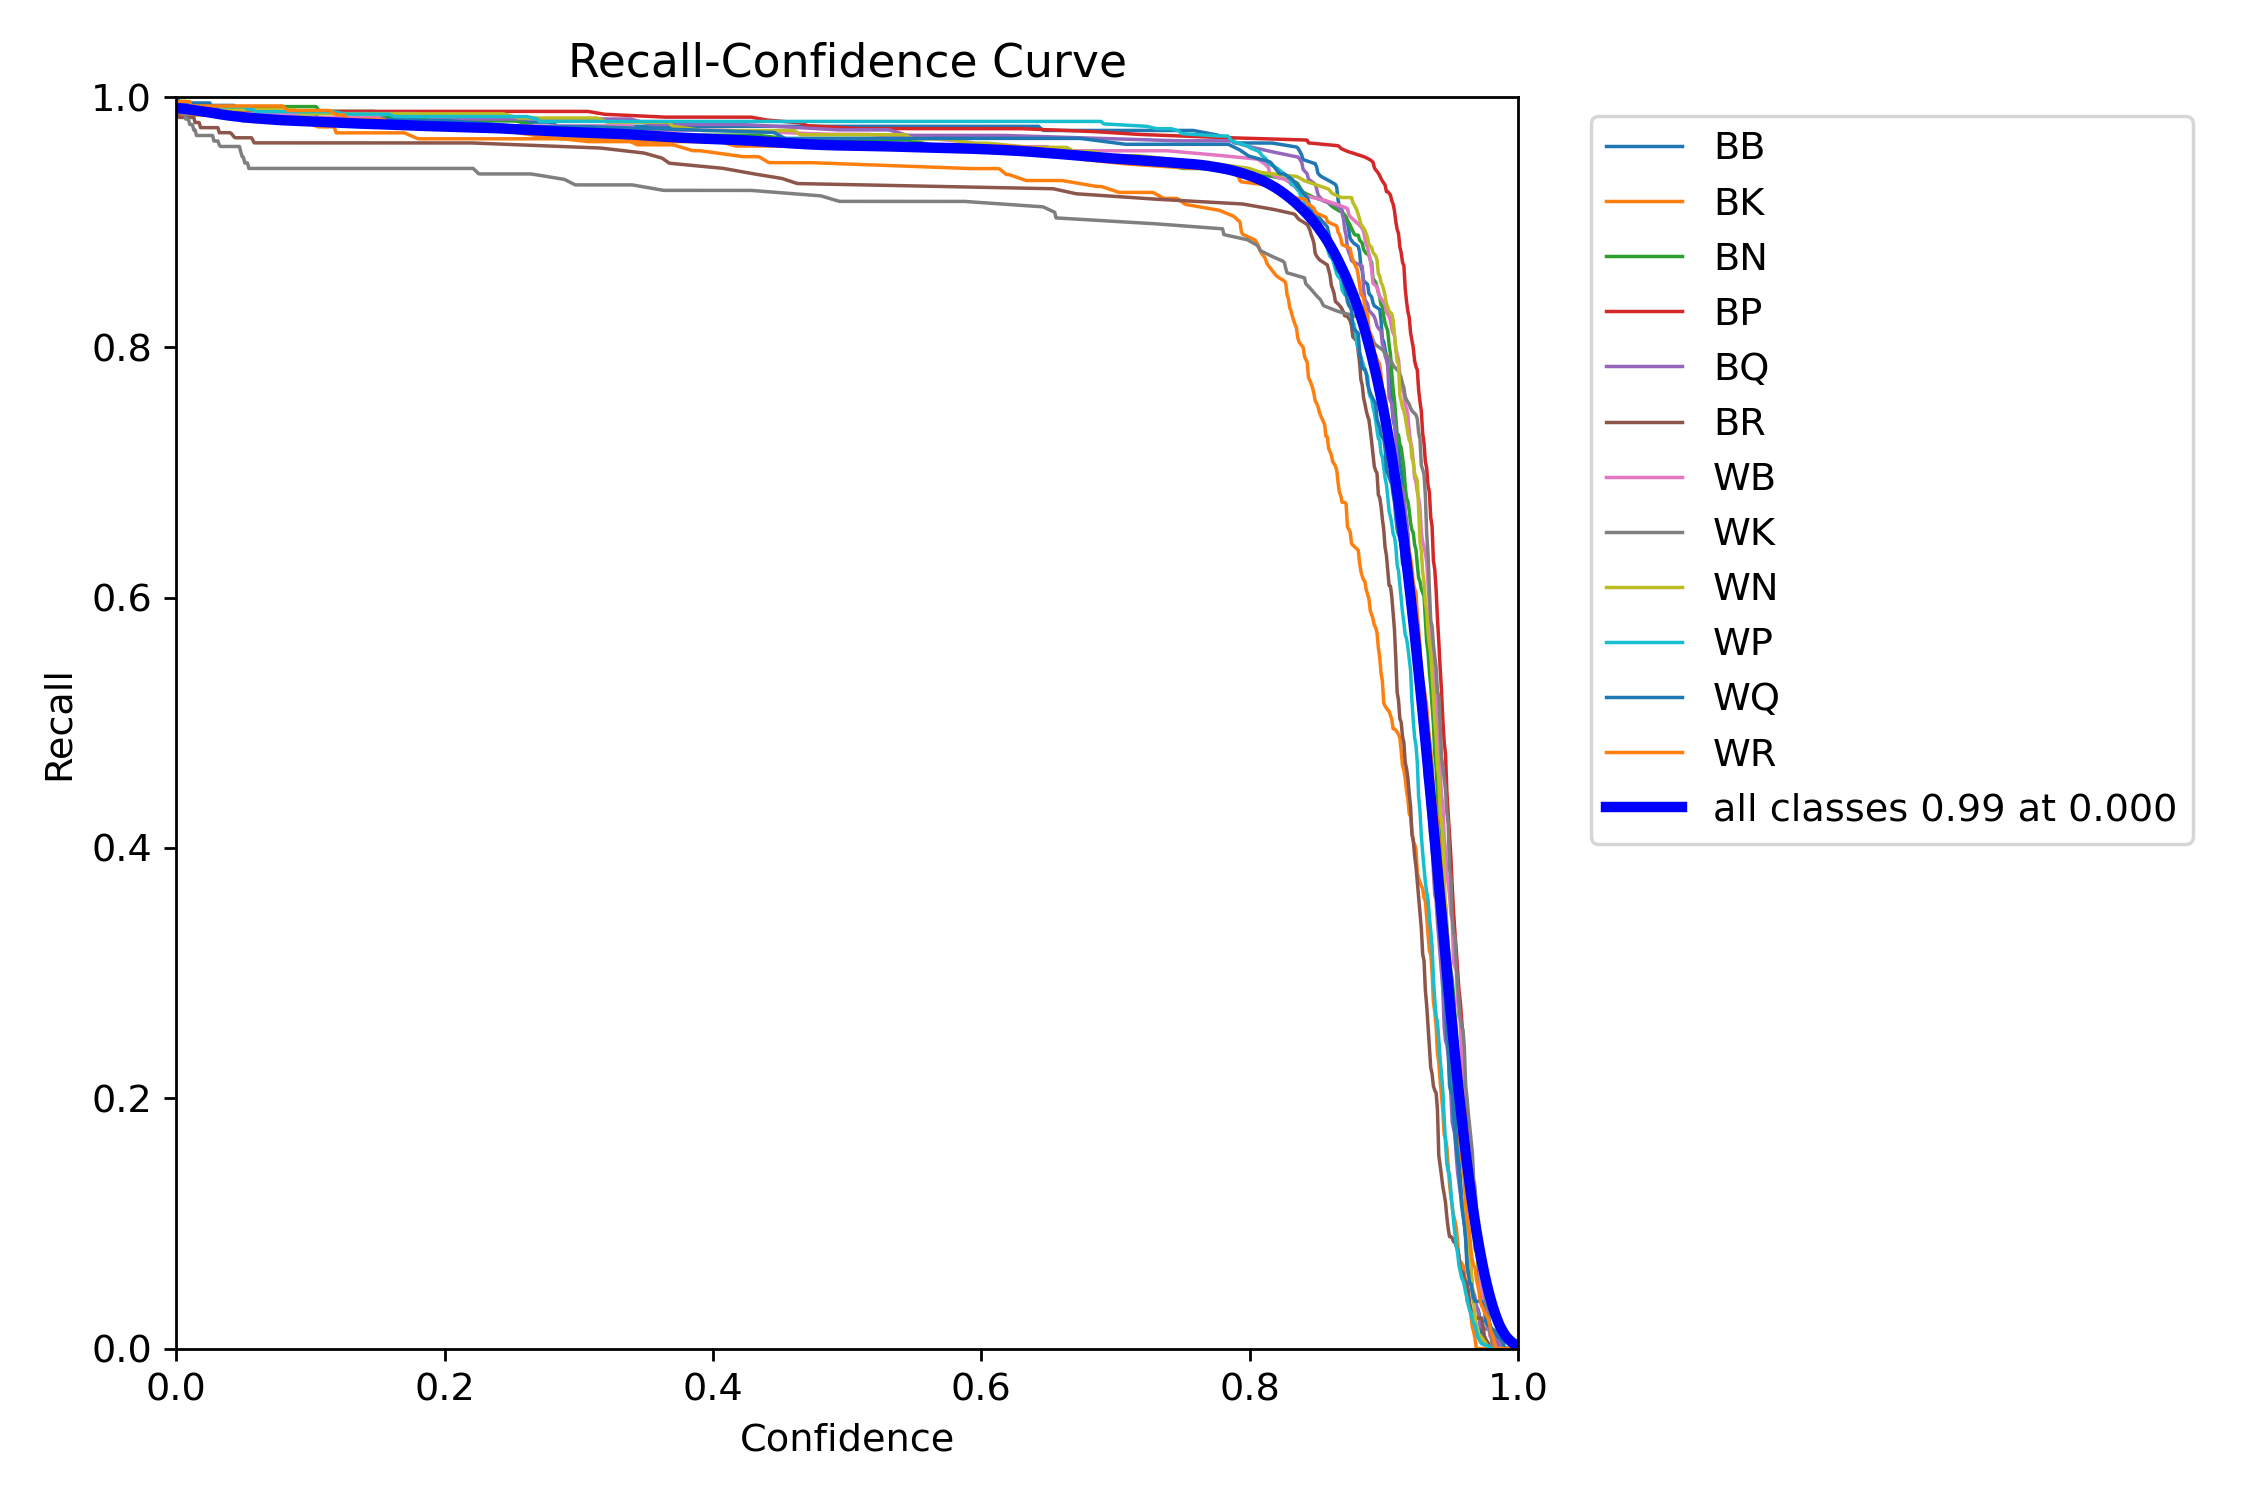 Recall-Confidence Curve
1.0
0.8
0.6
0.4
0.2
0.0
Recall
0.0 0.2 0.4 0.6 0.8 1.0
Confidence
BB
BK
BN
BP
BQ
BR
WB
WK
WN
WP
WQ
WR
all classes 0.99 at 0.000